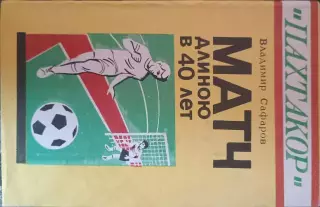 "ПАХТАКОР"
Владимир Сафаров
МАТЧ
длиною
в 40 лет